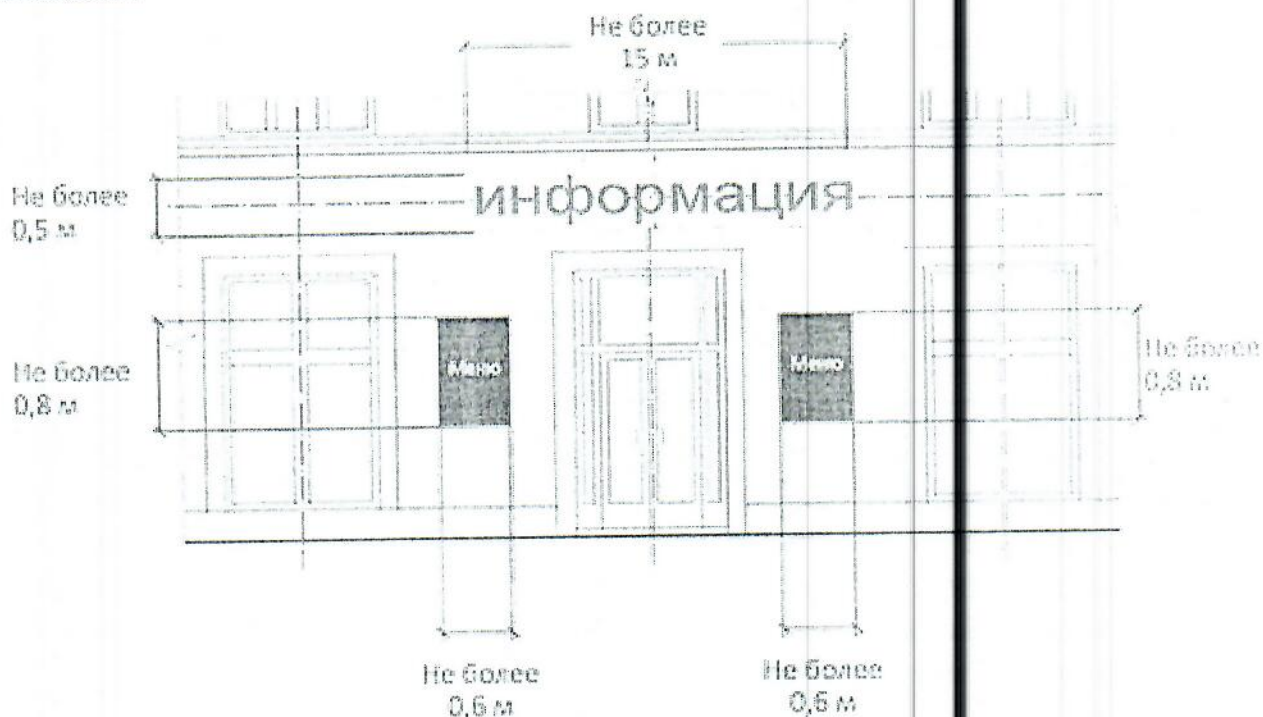 Не более
15 м
Не более
0,5 м
информация
Не более
0,8 м
Меню
Меню
Не более
0,8 м
Не более
0,6 м
Не более
0,6 м